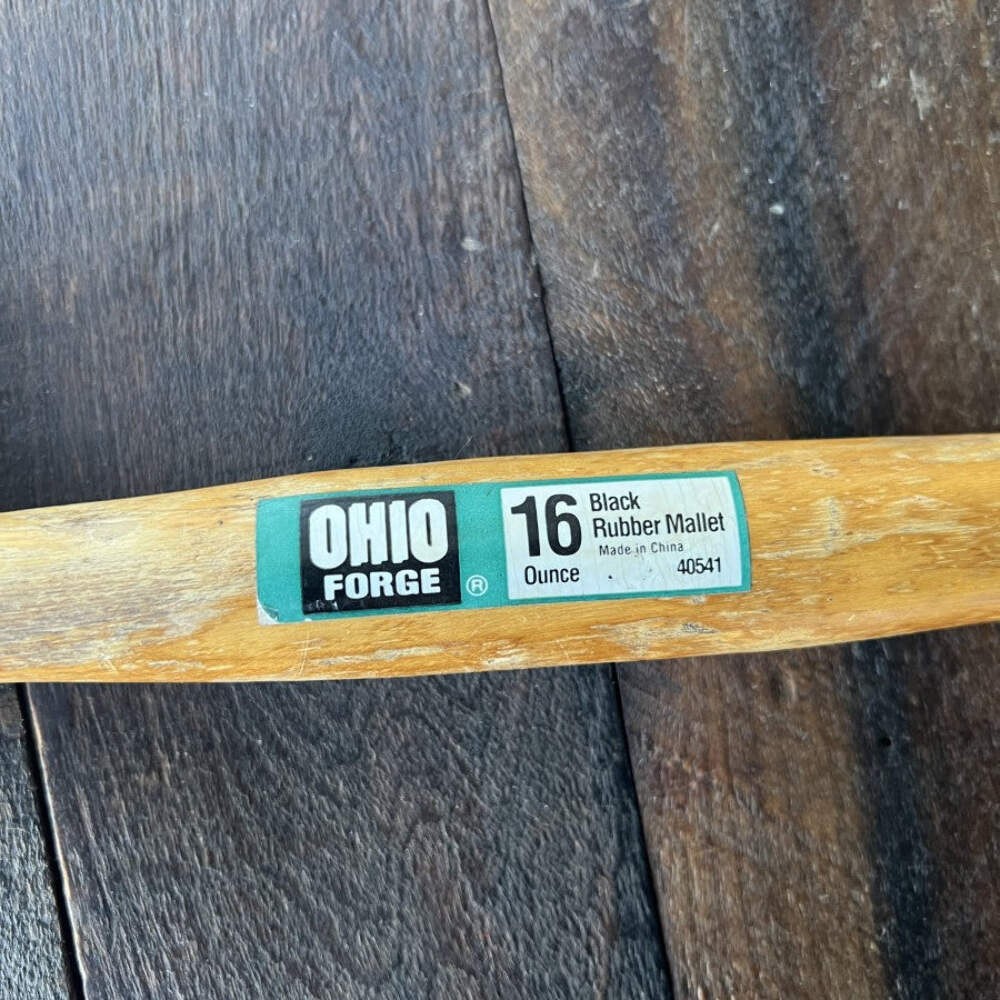 OHIO
FORGE ®
16 Black
Rubber Mallet
Made in China
Ounce 40541